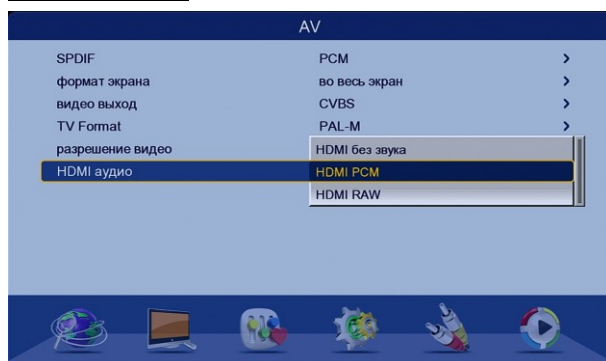 AV
SPDIF PCM >
формат экрана во весь экран >
видео выход CVBS >
TV Format PAL-M >
разрешение видео HDMI без звука
HDMI аудио HDMI PCM
HDMI RAW